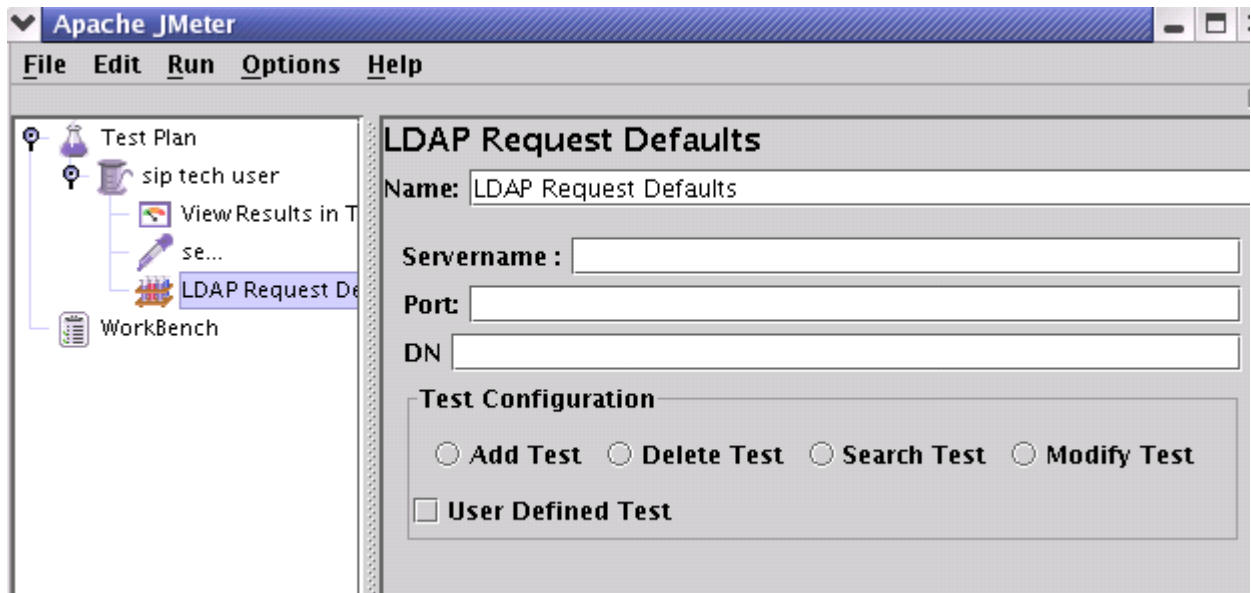 Apache JMeter
File Edit Run Options Help
Test Plan
sip tech user
View Results in T
se...
LDAP Request De
WorkBench
LDAP Request Defaults
Name: LDAP Request Defaults
Servername :
Port:
DN
Test Configuration
Add Test Delete Test Search Test Modify Test
User Defined Test